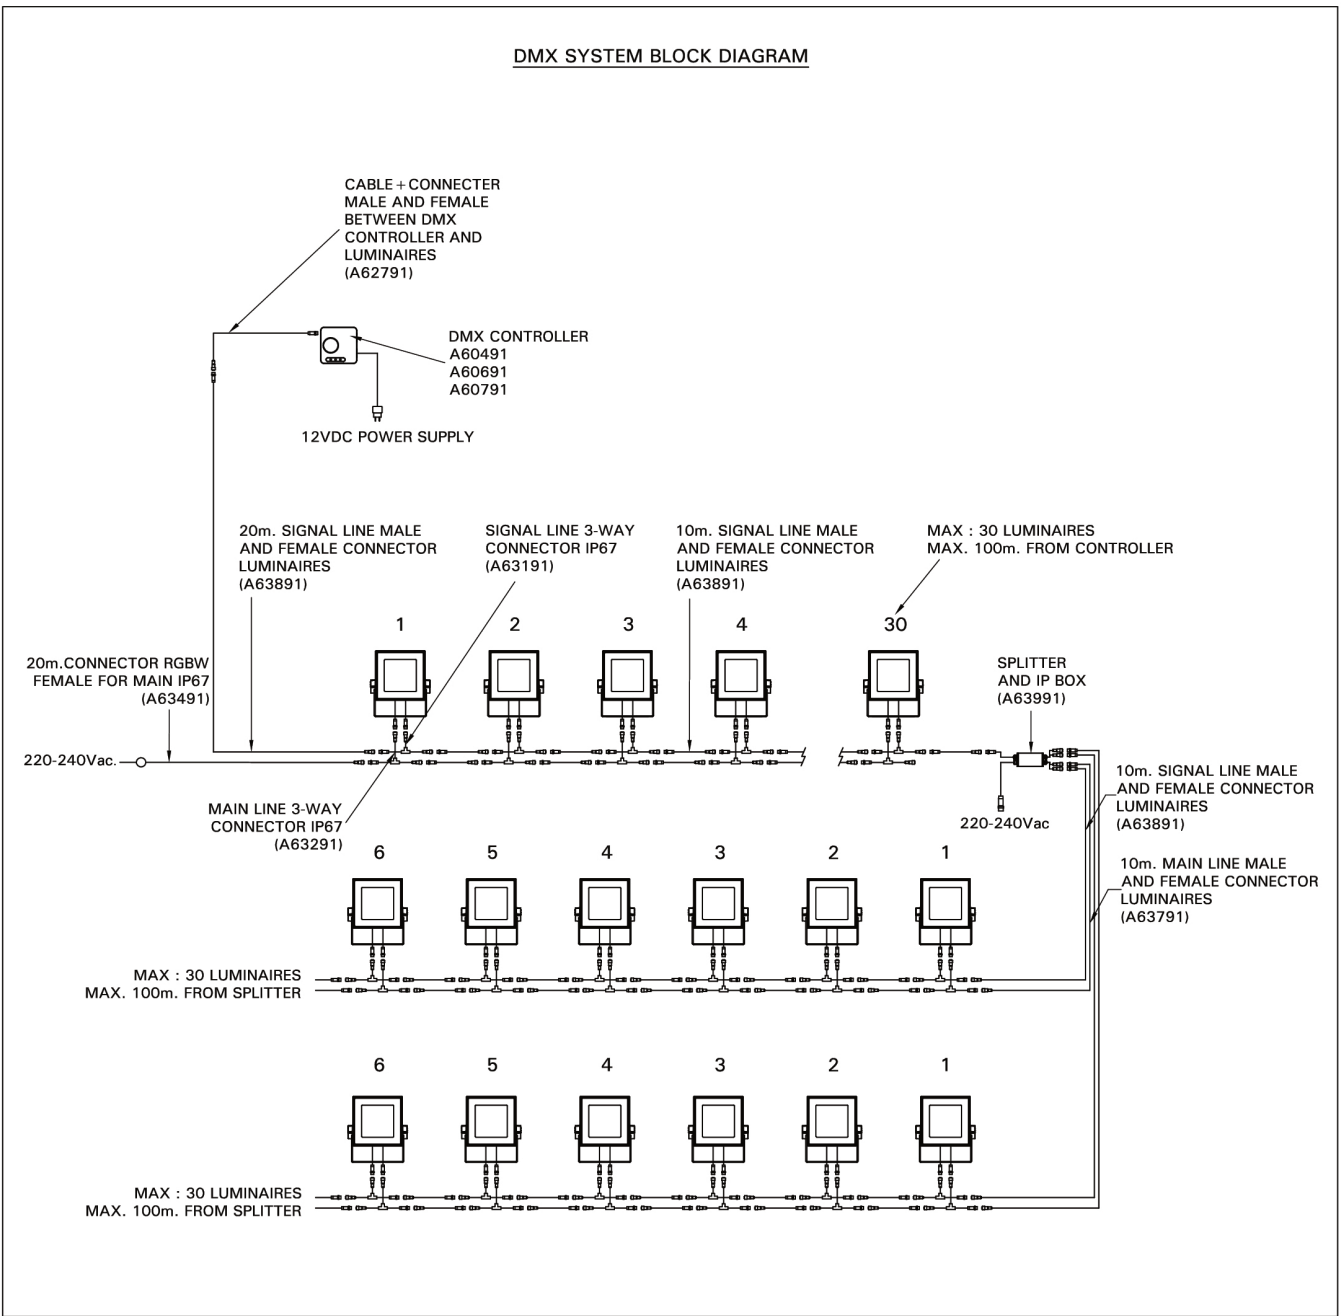 DMX SYSTEM BLOCK DIAGRAM
CABLE+CONNECTER
MALE AND FEMALE
BETWEEN DMX
CONTROLLER AND
LUMINAIRES
(A62791)
DMX CONTROLLER
A60491
A60691
A60791
12VDC POWER SUPPLY
20m. SIGNAL LINE MALE
AND FEMALE CONNECTOR
LUMINAIRES
(A63891)
SIGNAL LINE 3-WAY
CONNECTOR IP67
(A63191)
10m. SIGNAL LINE MALE
AND FEMALE CONNECTOR
LUMINAIRES
(A63891)
MAX : 30 LUMINAIRES
MAX. 100m. FROM CONTROLLER
1 2 3 4 30
20m.CONNECTOR RGBW
FEMALE FOR MAIN IP67
(A63491)
SPLITTER
AND IP BOX
(A63991)
220-240Vac.
MAIN LINE 3-WAY
CONNECTOR IP67
(A63291)
220-240Vac
10m. SIGNAL LINE MALE
AND FEMALE CONNECTOR
LUMINAIRES
(A63891)
10m. MAIN LINE MALE
AND FEMALE CONNECTOR
LUMINAIRES
(A63791)
6 5 4 3 2 1
MAX : 30 LUMINAIRES
MAX. 100m. FROM SPLITTER
6 5 4 3 2 1
MAX : 30 LUMINAIRES
MAX. 100m. FROM SPLITTER